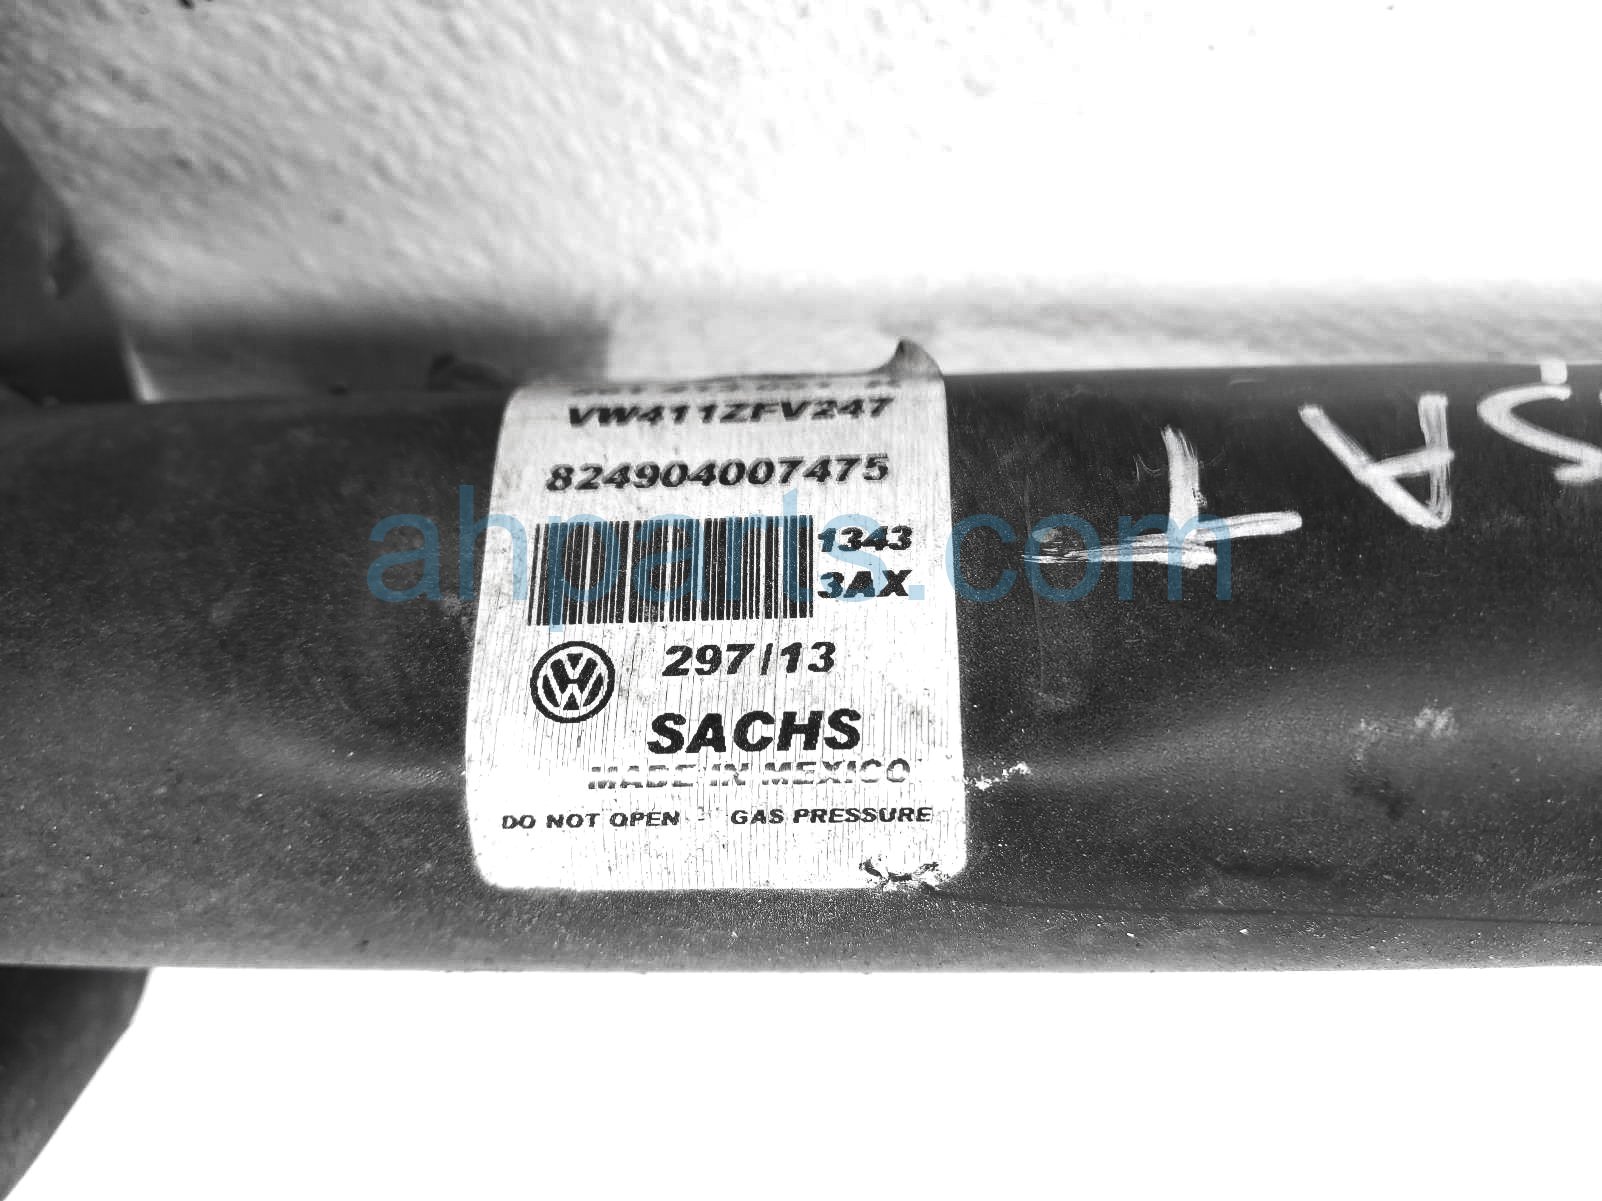 VW411ZFV247
824904007475
1343
3AX
297/13
SACHS
MADE IN MEXICO
DO NOT OPEN GAS PRESSURE
ahparts.com